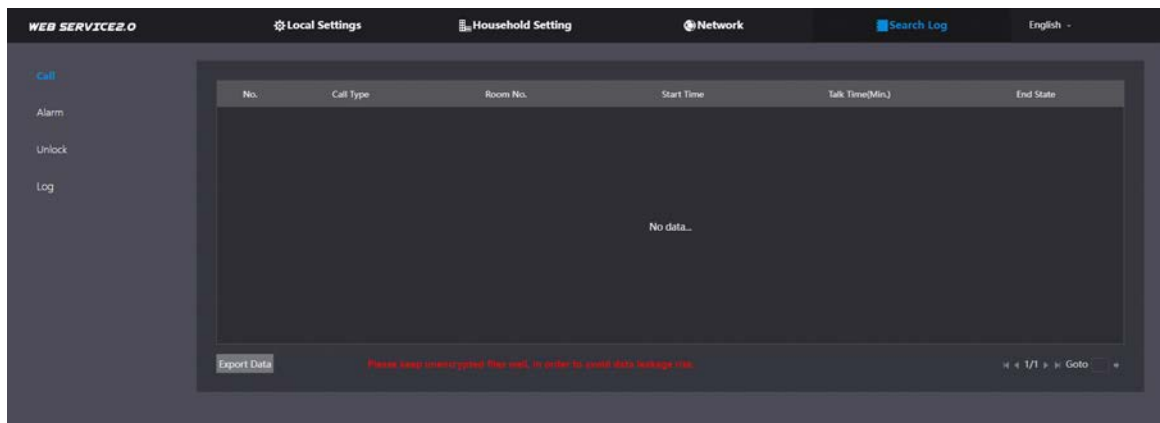 WEB SERVICE2.0 Local Settings Household Setting Network Search Log English
Call
No. Call Type Room No. Start Time Talk Time(Min.) End State
Alarm
Unlock
Log
No data...
Export Data Please keep unencrypted files well, in order to avoid data leakage risk. 1/1 Goto